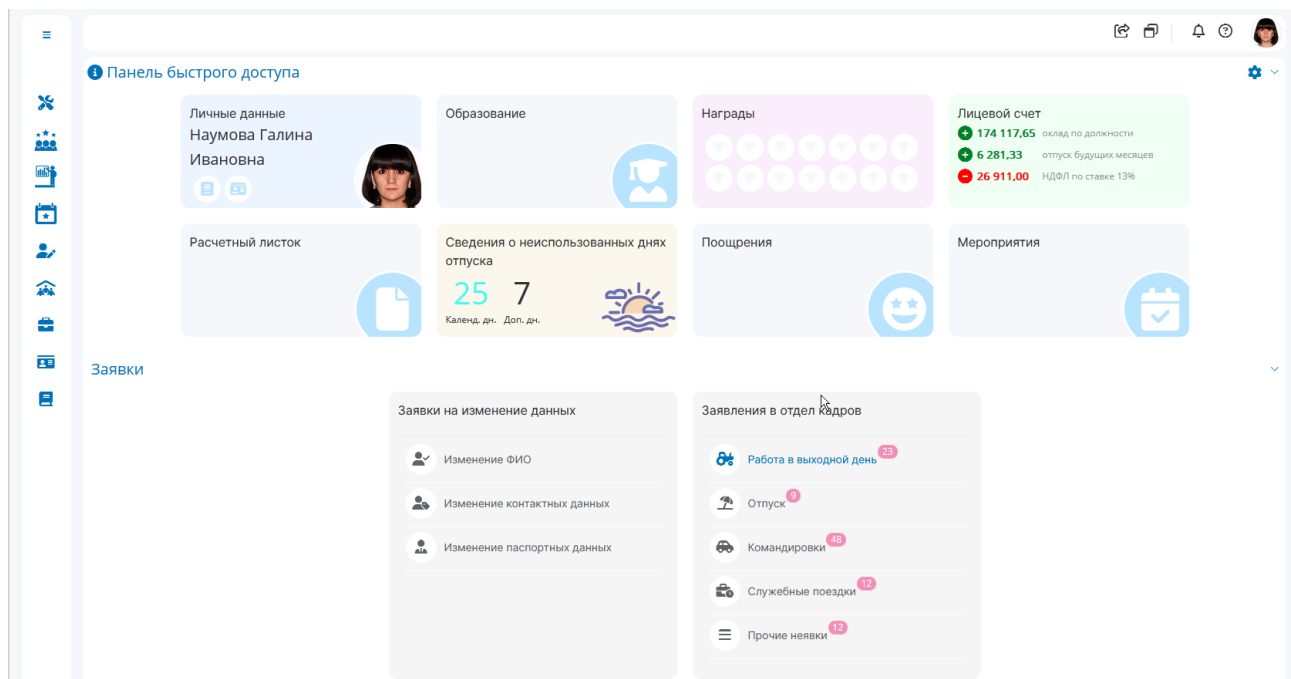 Панель быстрого доступа
Личные данные
Наумова Галина
Ивановна
Образование
Награды
Лицевой счет
174 117,65 оклад по должности
6 281,33 отпуск будущих месяцев
26 911,00 НДФЛ по ставке 13%
Расчетный листок
Сведения о неиспользованных днях
отпуска
25 7
Календ. дн. Доп. дн.
Поощрения
Мероприятия
Заявки
Заявки на изменение данных
Изменение ФИО
Изменение контактных данных
Изменение паспортных данных
Заявления в отдел кадров
Работа в выходной день 23
Отпуск 9
Командировки 48
Служебные поездки 12
Прочие неявки 12